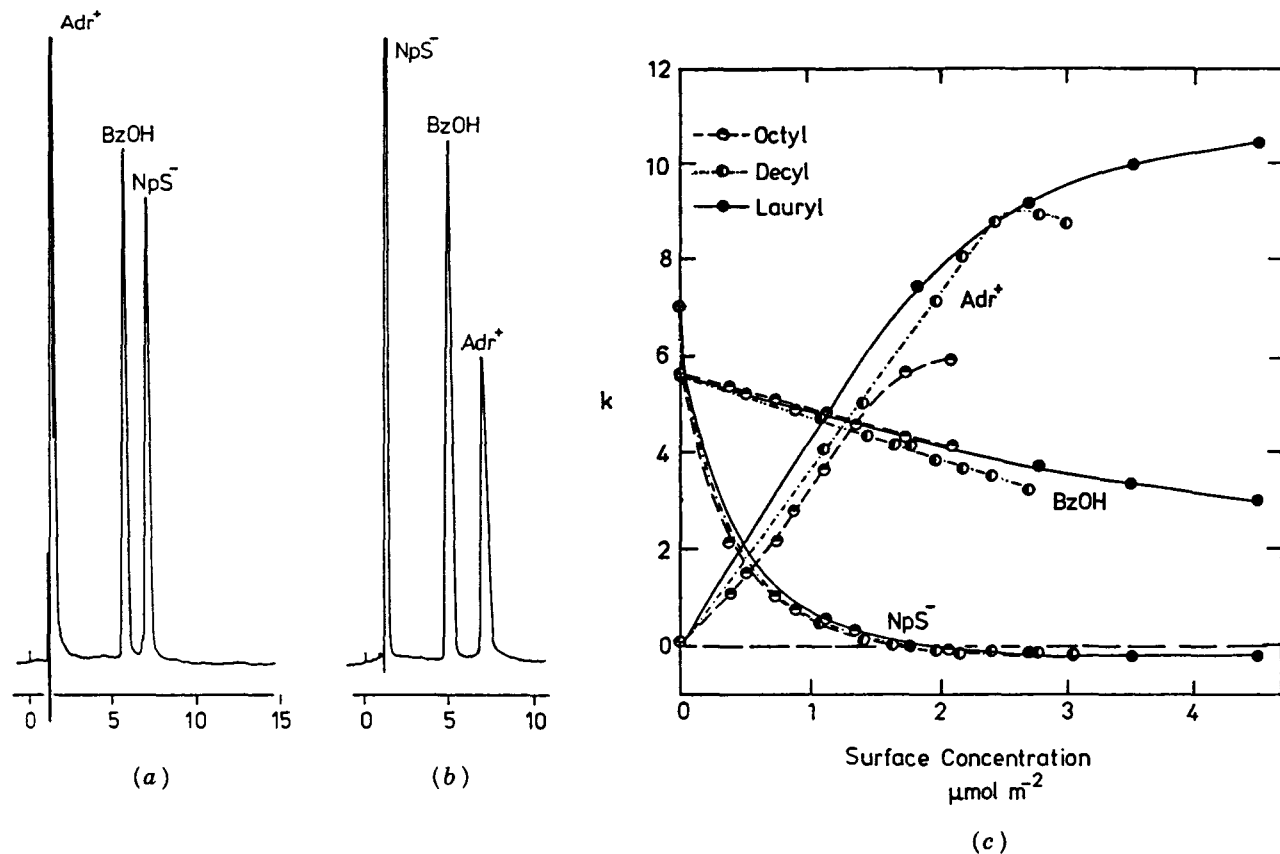 Adr⁺
BzOH
NpS⁻
0 5 10 15
(a)
NpS⁻
BzOH
Adr⁺
0 5 10
(b)
12
10
8
6
4
2
0
k
Octyl
Decyl
Lauryl
Adr⁺
BzOH
NpS⁻
0 1 2 3 4
Surface Concentration
μmol m⁻²
(c)